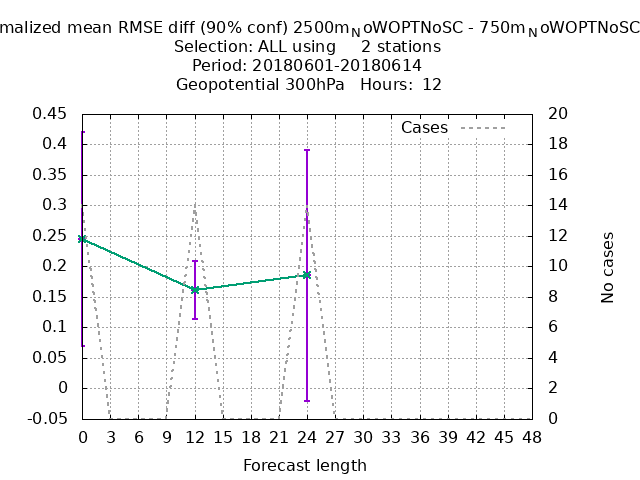 malized mean RMSE diff (90% conf) 2500mNoWOPTNoSC - 750mNoWOPTNoSC
Selection: ALL using 2 stations
Period: 20180601-20180614
Geopotential 300hPa Hours: 12
Cases
0.45
0.4
0.35
0.3
0.25
0.2
0.15
0.1
0.05
0
-0.05
20
18
16
14
12
10
8
6
4
2
0
No cases
0 3 6 9 12 15 18 21 24 27 30 33 36 39 42 45 48
Forecast length